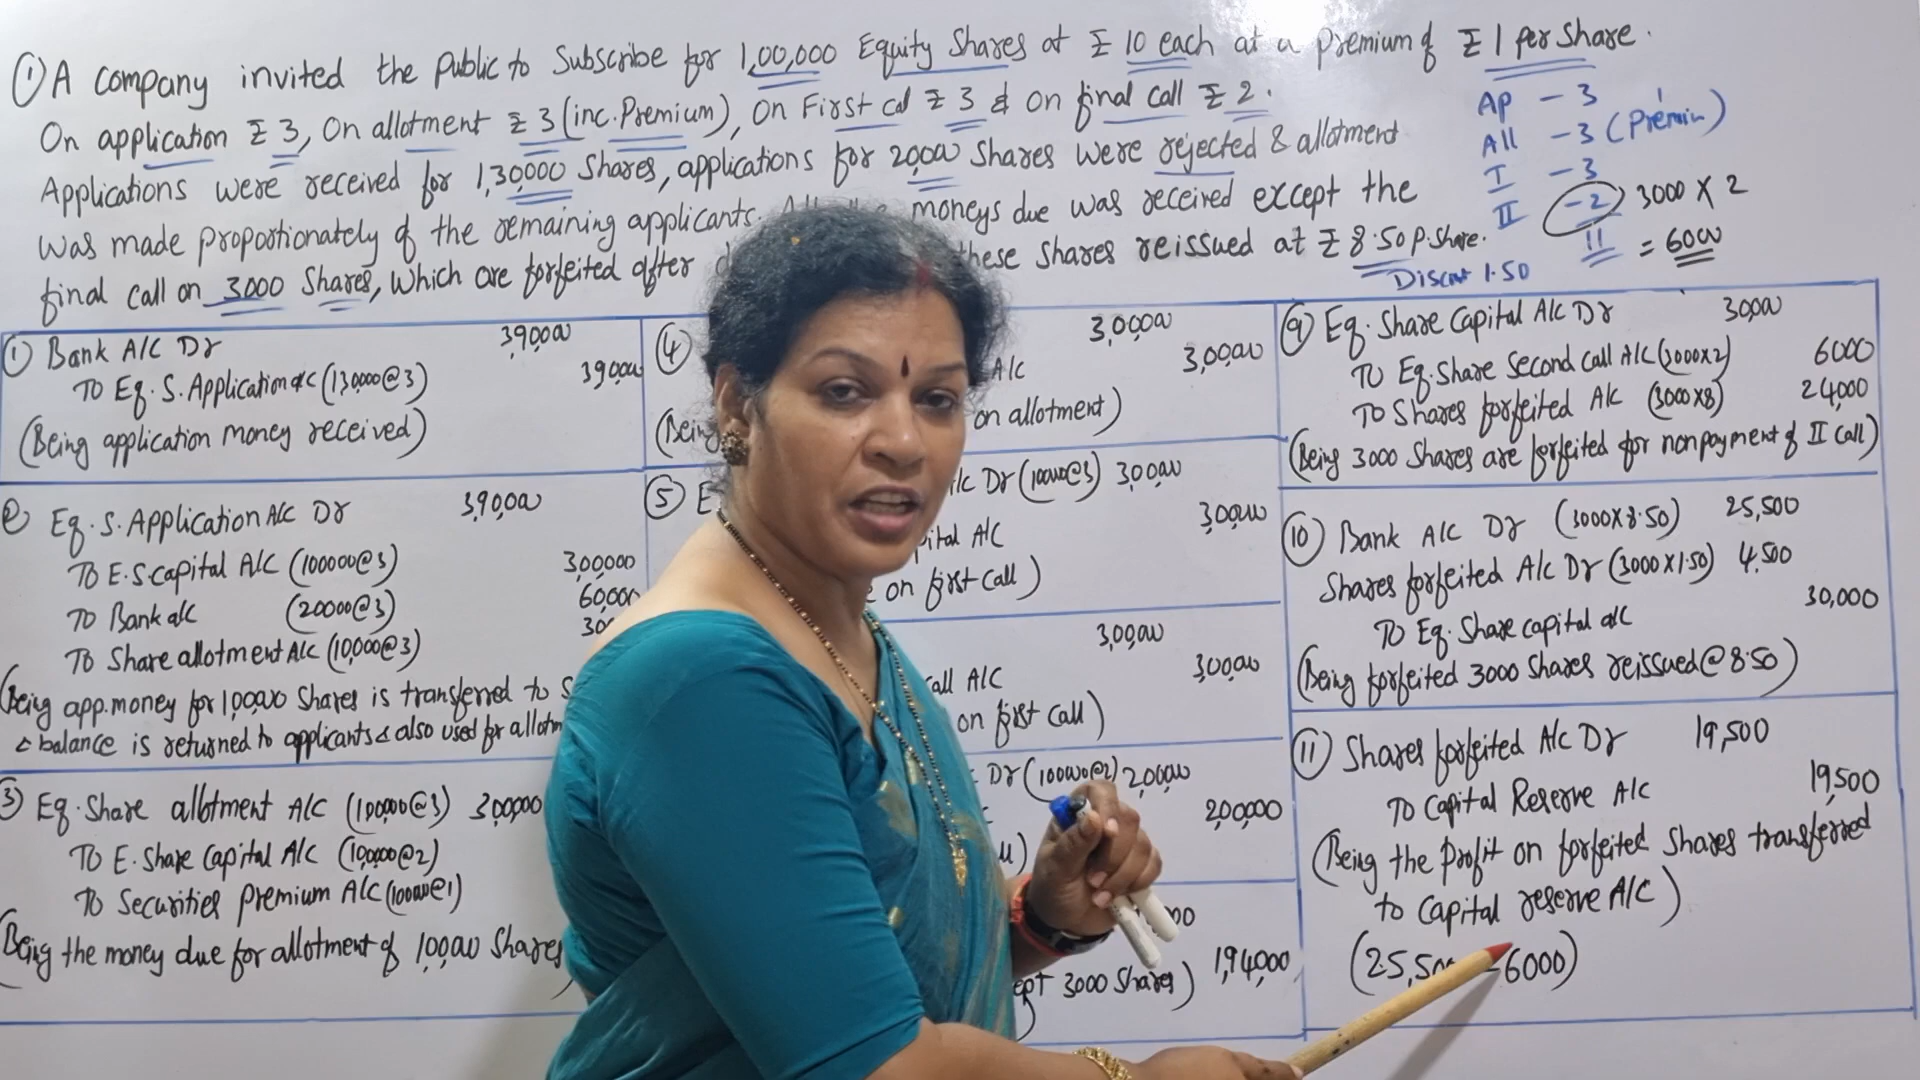 ① A company invited the public to Subscribe for 1,00,000 Equity Shares at ₹ 10 each at a premium of ₹ 1 per Share.
On application ₹ 3, On allotment ₹ 3 (inc. Premium), On First cal ₹ 3 & On final Call ₹ 2.
Applications were received for 1,30,000 Shares, applications for 20,000 Shares were rejected & allotment
was made proportionately of the remaining applicants. moneys due was received except the
final Call on 3000 Shares, Which are forfeited after these Shares reissued at ₹ 8.50 P. Share.
Ap - 3
All - 3 (Premium) 1
I - 3
II - 2 3000 X 2
11 = 6000
Discount 1.50
① Bank A/C Dr 3,90,000
To Eq. S. Application a/c (1,30,000@3) 3,90,000
(Being application money received)
2 Eq. S. Application A/C Dr 3,90,000
To E.S. Capital A/C (100000@3) 3,00,000
To Bank a/c (20000@3) 60,000
To Share allotment A/C (10,000@3) 30
(Being app. money for 1,00,000 Shares is transferred to S
& balance is returned to applicants & also used for allotm
③ Eq. Share allotment A/C (1,00,000@3) 3,00,000
To E. Share Capital A/C (1,00,000@2)
To Securities Premium A/C (100000@1)
(Being the money due for allotment of 1,00,000 Shares)
④ 3,00,000
A/c 3,00,000
(Being on allotment)
⑤ E A/c Dr (100000@3) 3,00,000
pital A/C 3,00,000
on first Call)
3,00,000
Call A/C 3,00,000
on first Call)
Dr (100000@2) 2,00,000
2,00,000
ept 3000 Shares) 1,94,000
⑨ Eq. Share Capital A/C Dr 30,000
To Eq. Share Second Call A/C (3000X2) 6000
To Shares forfeited A/c (3000X8) 24,000
(Being 3000 Shares are forfeited for nonpayment of II Call)
⑩ Bank A/C Dr (3000X8.50) 25,500
Shares forfeited A/c Dr (3000X1.50) 4,500
To Eq. Share capital a/c 30,000
(Being forfeited 3000 Shares reissued @ 8.50)
⑪ Shares forfeited A/c Dr 19,500
To Capital Reserve A/c 19,500
(Being the Profit on forfeited Shares transferred
to Capital reserve A/C)
(25,500 - 6000)